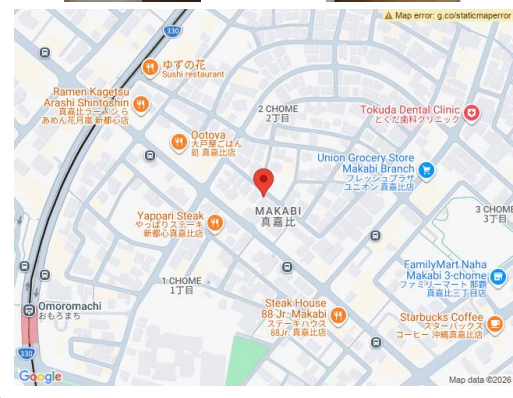 Map error: g.co/staticmaperror
330
ゆずの花
Sushi restaurant
Ramen Kagetsu
Arashi Shintoshin
真嘉比ラーメン ら
あめん花月嵐 新都心店
2 CHOME
2丁目
Tokuda Dental Clinic
とくだ歯科クリニック
Ootoya
大戸屋ごはん
処 真嘉比店
Union Grocery Store
Makabi Branch
フレッシュプラザ
ユニオン 真嘉比店
MAKABI
真嘉比
3 CHOME
3丁目
Yappari Steak
やっぱりステーキ
新都心真嘉比店
FamilyMart Naha
Makabi 3-chome
ファミリーマート 那覇
真嘉比三丁目店
1 CHOME
1丁目
Omoromachi
おもろまち
Steak House
88 Jr. Makabi
ステーキハウス
88Jr. 真嘉比店
Starbucks Coffee
スターバックス
コーヒー 沖縄真嘉比店
330
Google
Map data ©2026